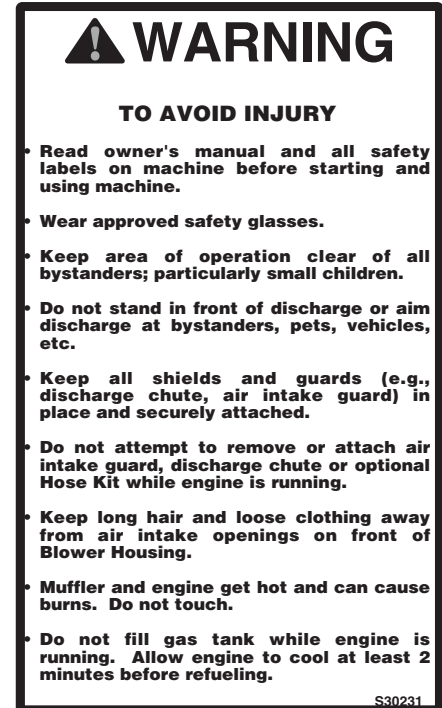 WARNING
TO AVOID INJURY
• Read owner's manual and all safety
labels on machine before starting and
using machine.
• Wear approved safety glasses.
• Keep area of operation clear of all
bystanders; particularly small children.
• Do not stand in front of discharge or aim
discharge at bystanders, pets, vehicles,
etc.
• Keep all shields and guards (e.g.,
discharge chute, air intake guard) in
place and securely attached.
• Do not attempt to remove or attach air
intake guard, discharge chute or optional
Hose Kit while engine is running.
• Keep long hair and loose clothing away
from air intake openings on front of
Blower Housing.
• Muffler and engine get hot and can cause
burns. Do not touch.
• Do not fill gas tank while engine is
running. Allow engine to cool at least 2
minutes before refueling.
S30231